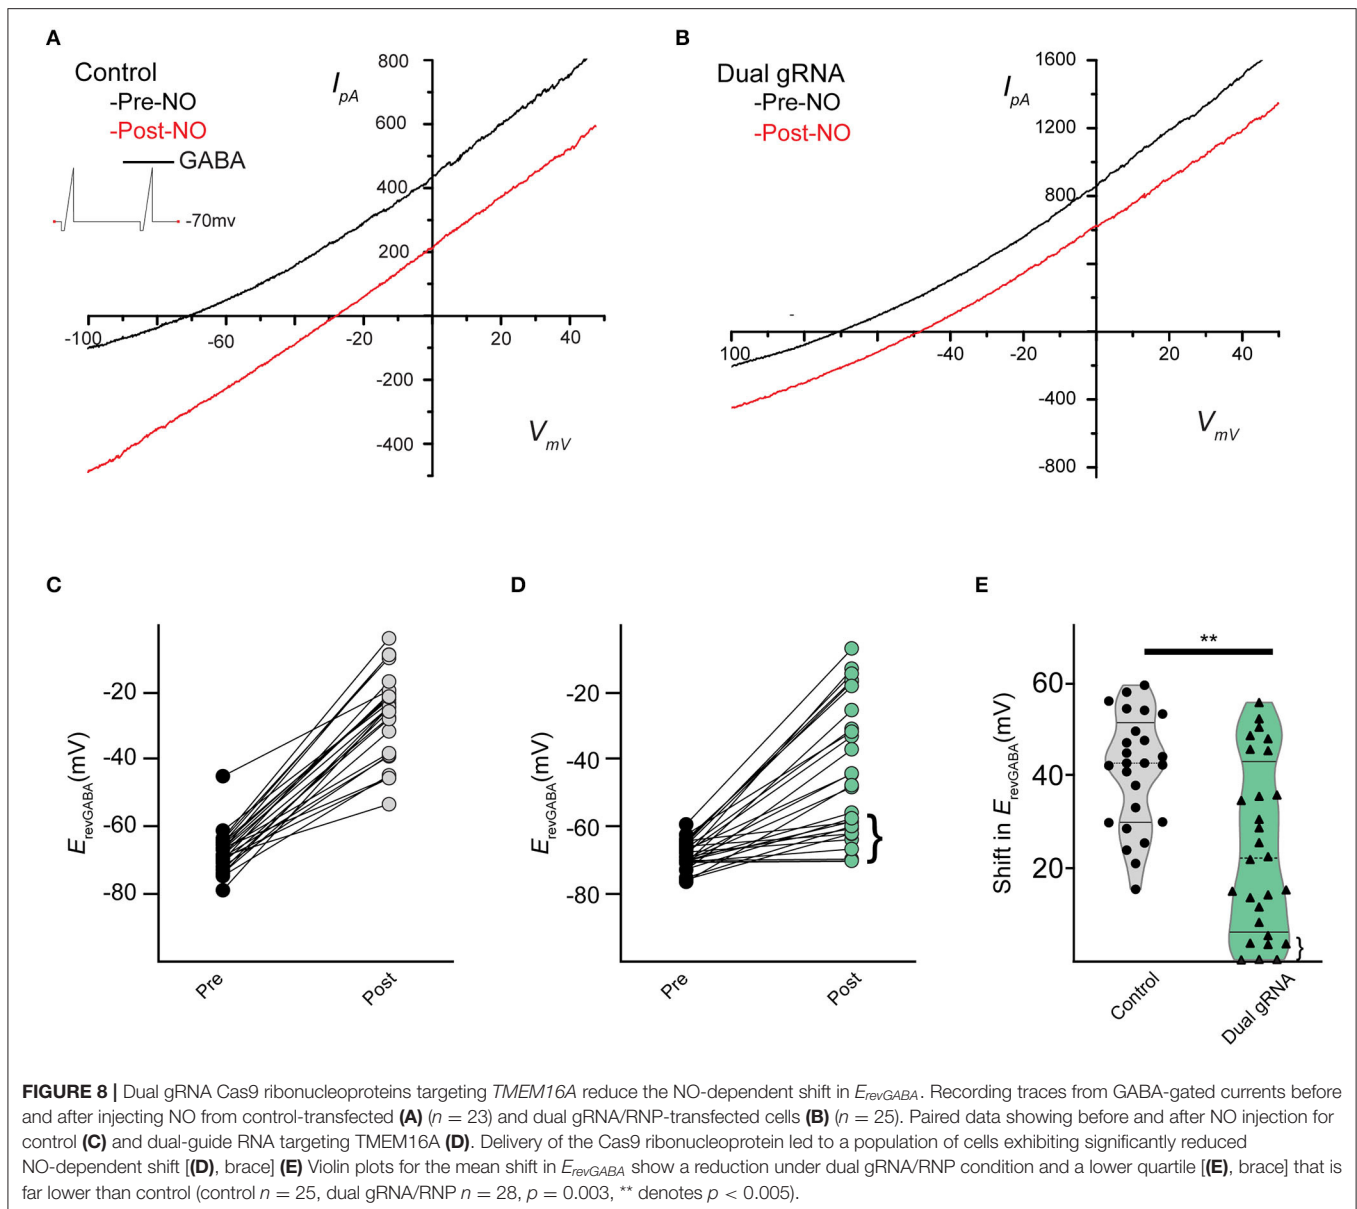 A
Control
-Pre-NO
-Post-NO
GABA
-70mv
I pA
800
600
400
200
-100
-60
-20
20
40
-200
-400
V mV
B
Dual gRNA
-Pre-NO
-Post-NO
I pA
1600
1200
800
400
100
-40
-20
20
40
-400
-800
V mV
C
ErevGABA(mV)
-20
-40
-60
-80
Pre
Post
D
ErevGABA(mV)
-20
-40
-60
-80
}
Pre
Post
E
**
Shift in ErevGABA(mV)
60
40
20
}
Control
Dual gRNA
FIGURE 8 | Dual gRNA Cas9 ribonucleoproteins targeting TMEM16A reduce the NO-dependent shift in ErevGABA. Recording traces from GABA-gated currents before
and after injecting NO from control-transfected (A) (n = 23) and dual gRNA/RNP-transfected cells (B) (n = 25). Paired data showing before and after NO injection for
control (C) and dual-guide RNA targeting TMEM16A (D). Delivery of the Cas9 ribonucleoprotein led to a population of cells exhibiting significantly reduced
NO-dependent shift [(D), brace] (E) Violin plots for the mean shift in ErevGABA show a reduction under dual gRNA/RNP condition and a lower quartile [(E), brace] that is
far lower than control (control n = 25, dual gRNA/RNP n = 28, p = 0.003, ** denotes p < 0.005).